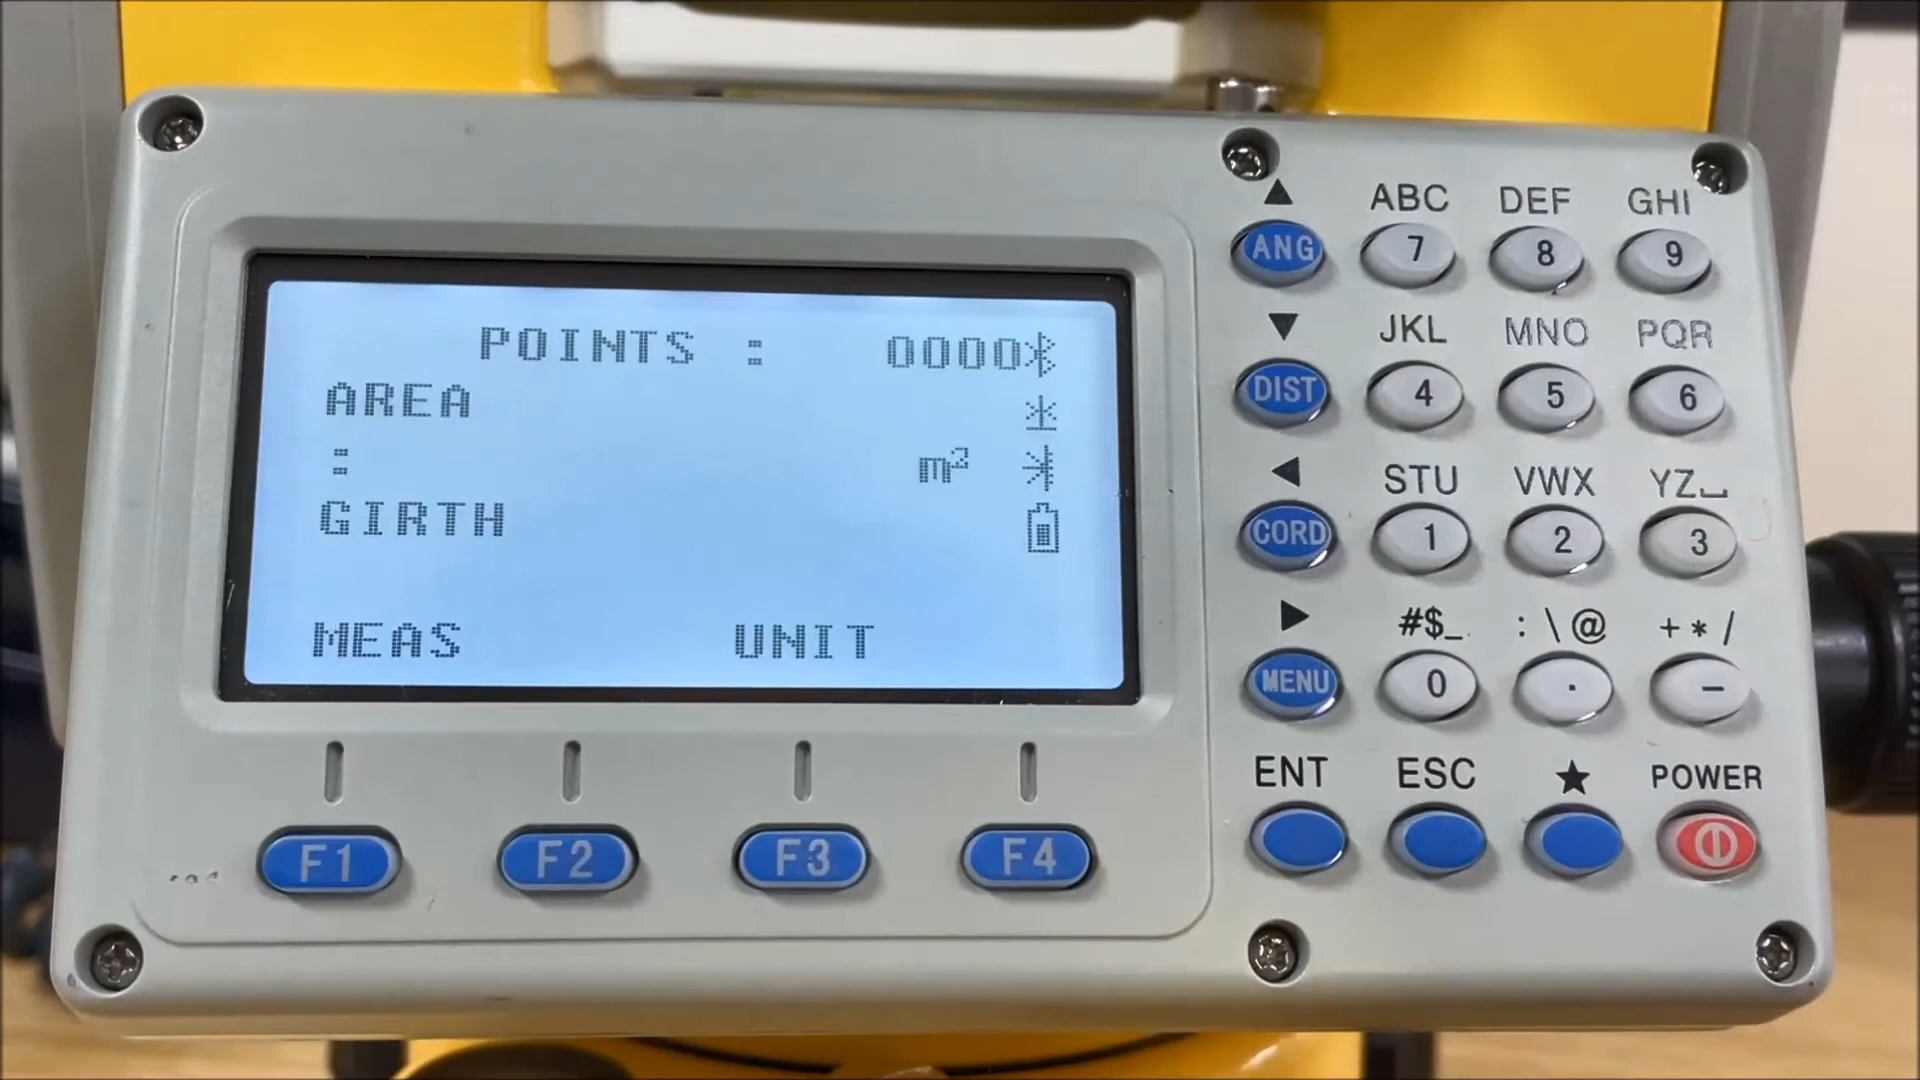 POINTS : 0000
AREA
: m²
GIRTH
MEAS UNIT
F1 F2 F3 F4
ABC DEF GHI
ANG 7 8 9
JKL MNO PQR
DIST 4 5 6
STU VWX YZ⌴
CORD 1 2 3
#$_ :\@ +*/
MENU 0 . −
ENT ESC ★ POWER